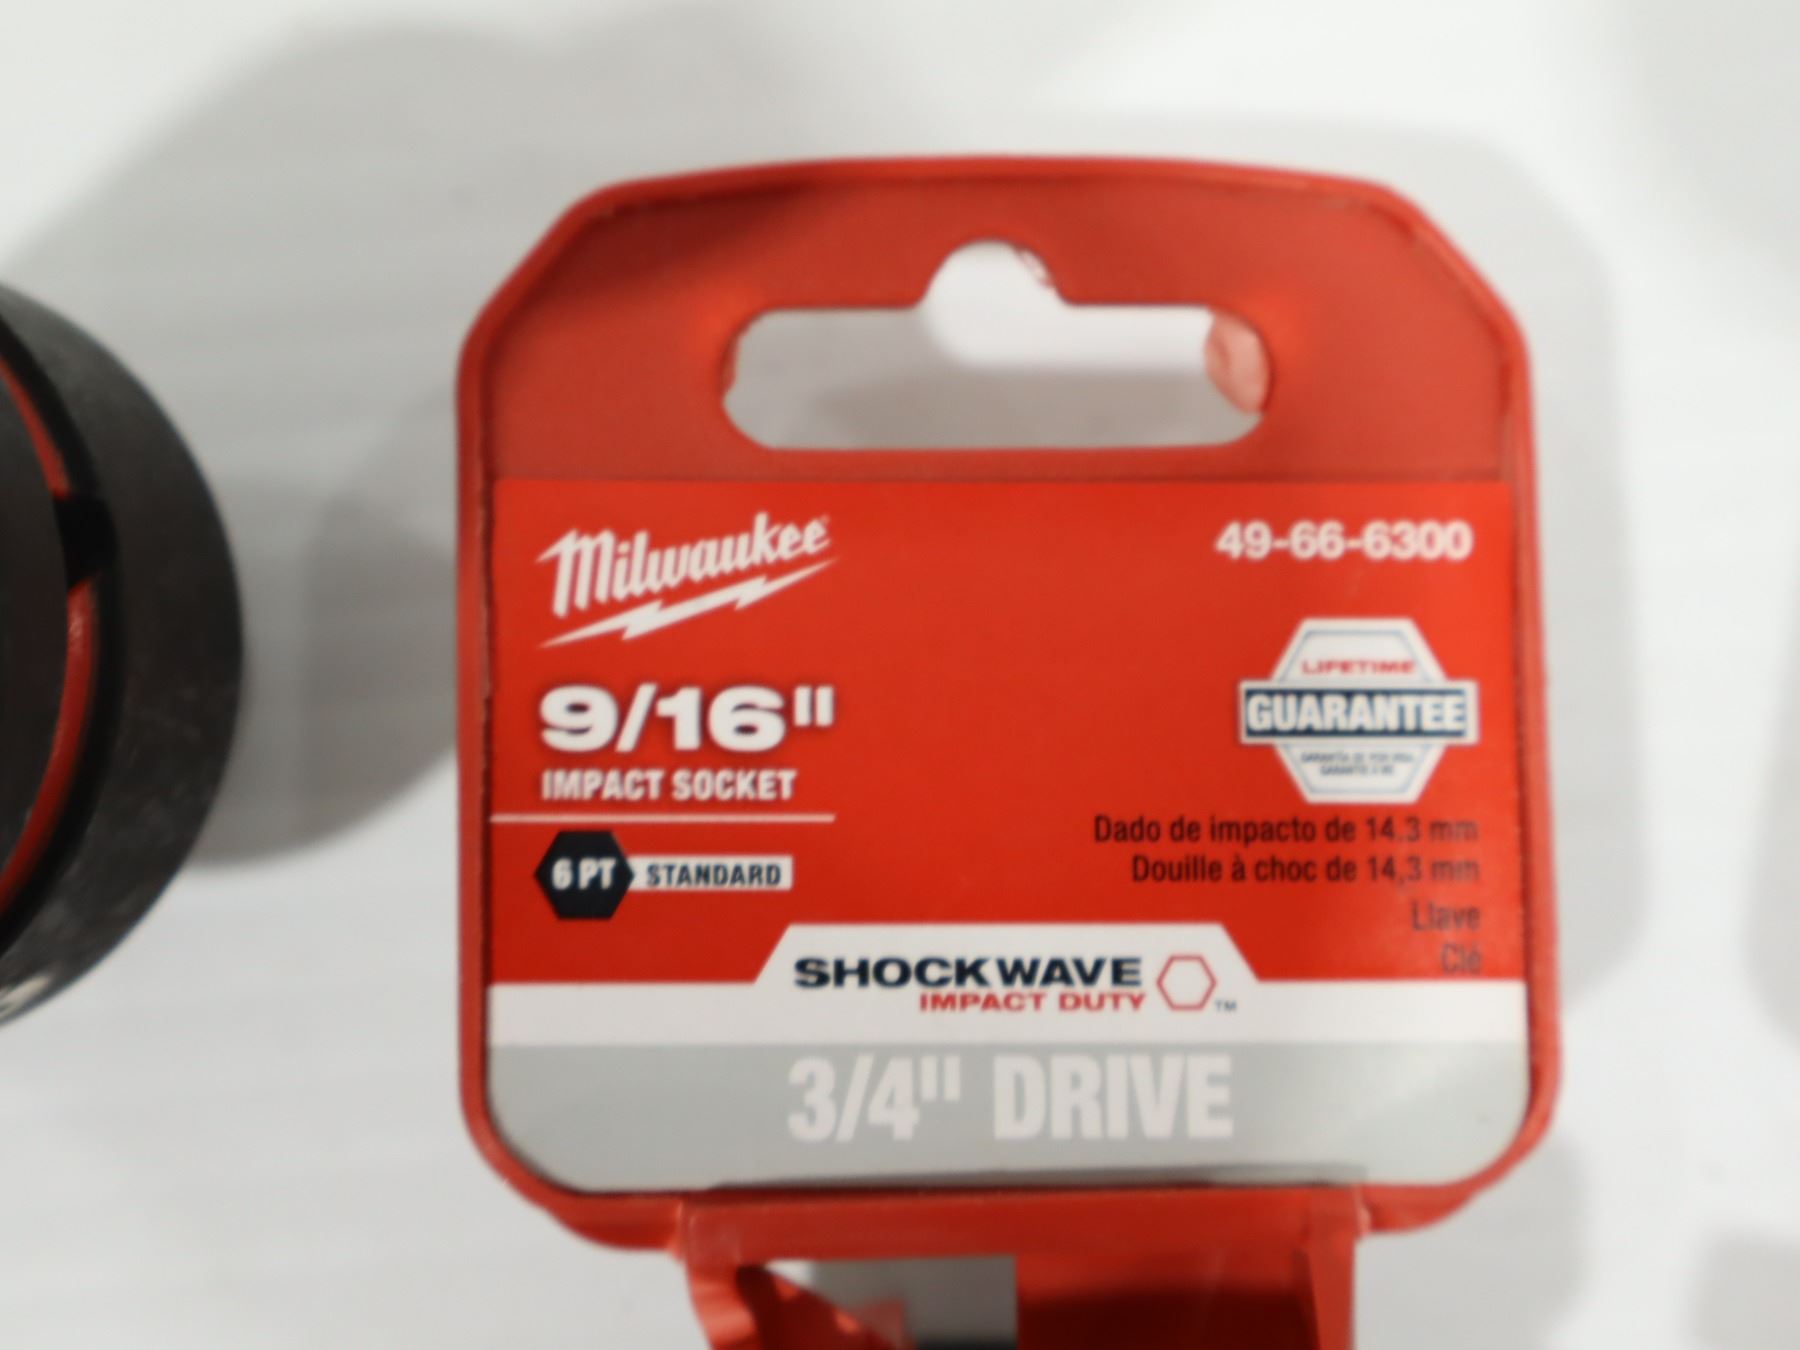 Milwaukee
49-66-6300
LIFETIME
GUARANTEE
9/16"
IMPACT SOCKET
6 PT STANDARD
Dado de impacto de 14.3 mm
Douille à choc de 14,3 mm
Llave
Clé
SHOCKWAVE
IMPACT DUTY™
3/4" DRIVE